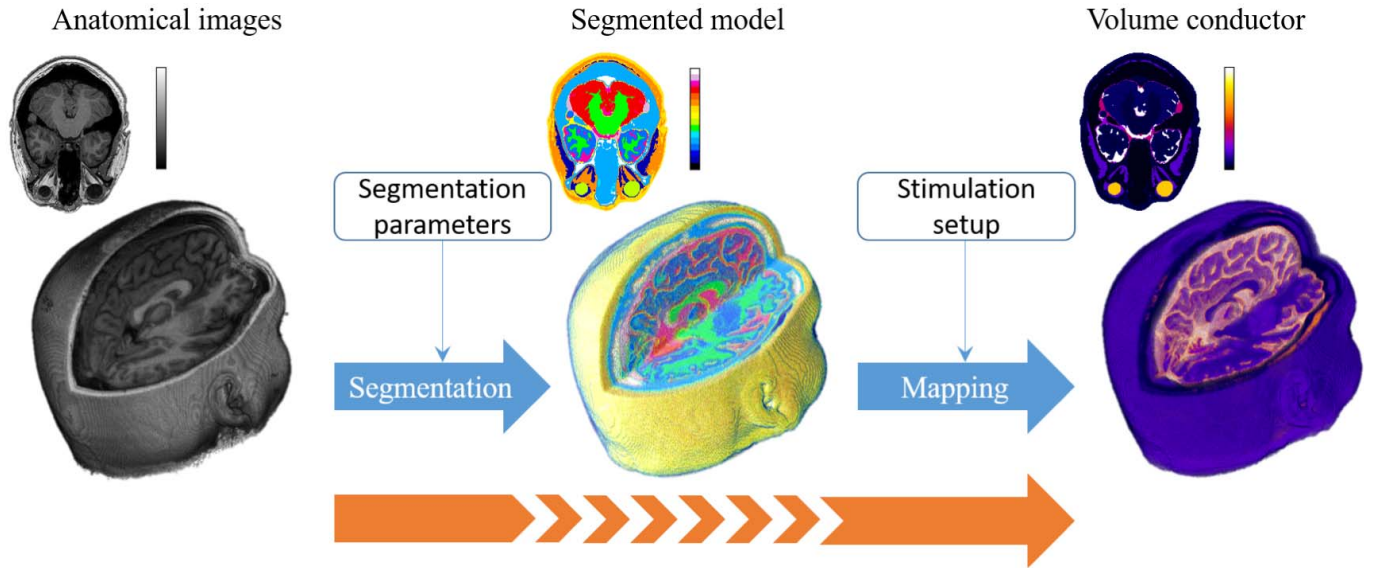 Anatomical images
Segmented model
Volume conductor
Segmentation
parameters
Stimulation
setup
Segmentation
Mapping